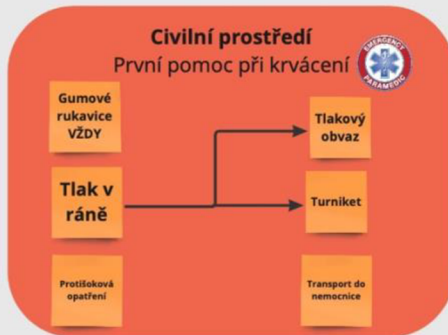 Civilní prostředí
První pomoc při krvácení
EMERGENCY
PARAMEDIC
Gumové
rukavice
VŽDY
Tlakový
obvaz
Tlak v
ráně
Turniket
Protišoková
opatření
Transport do
nemocnice